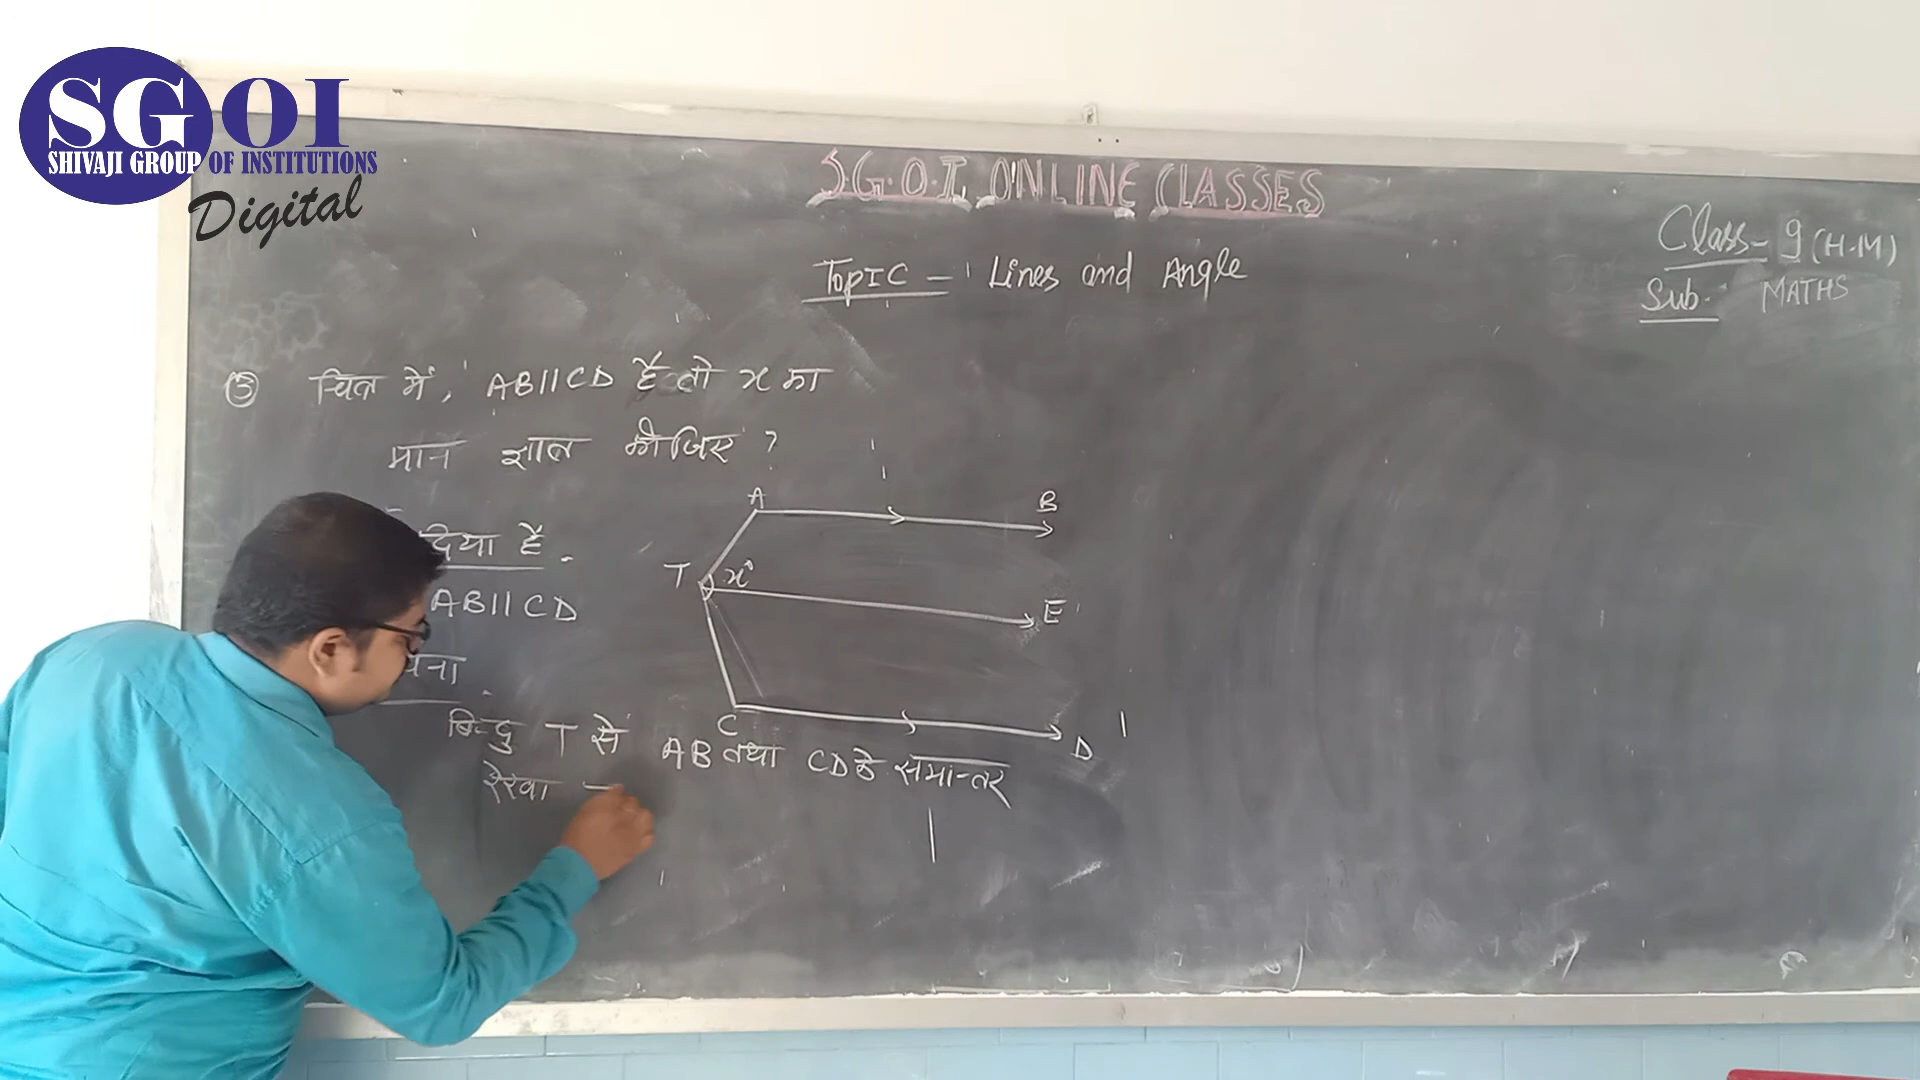 SGOI
SHIVAJI GROUP OF INSTITUTIONS
Digital
S.G.O.I. ONLINE CLASSES
Class- 9 (H.M)
Sub. MATHS
TOPIC - Lines and Angle
③ चित्र में, AB||CD है तो x का
मान ज्ञात कीजिए ?
A
B
दिया है.
T
x°
AB||CD
E
C
D
बिन्दु T से AB तथा CD के समान्तर
रेखा